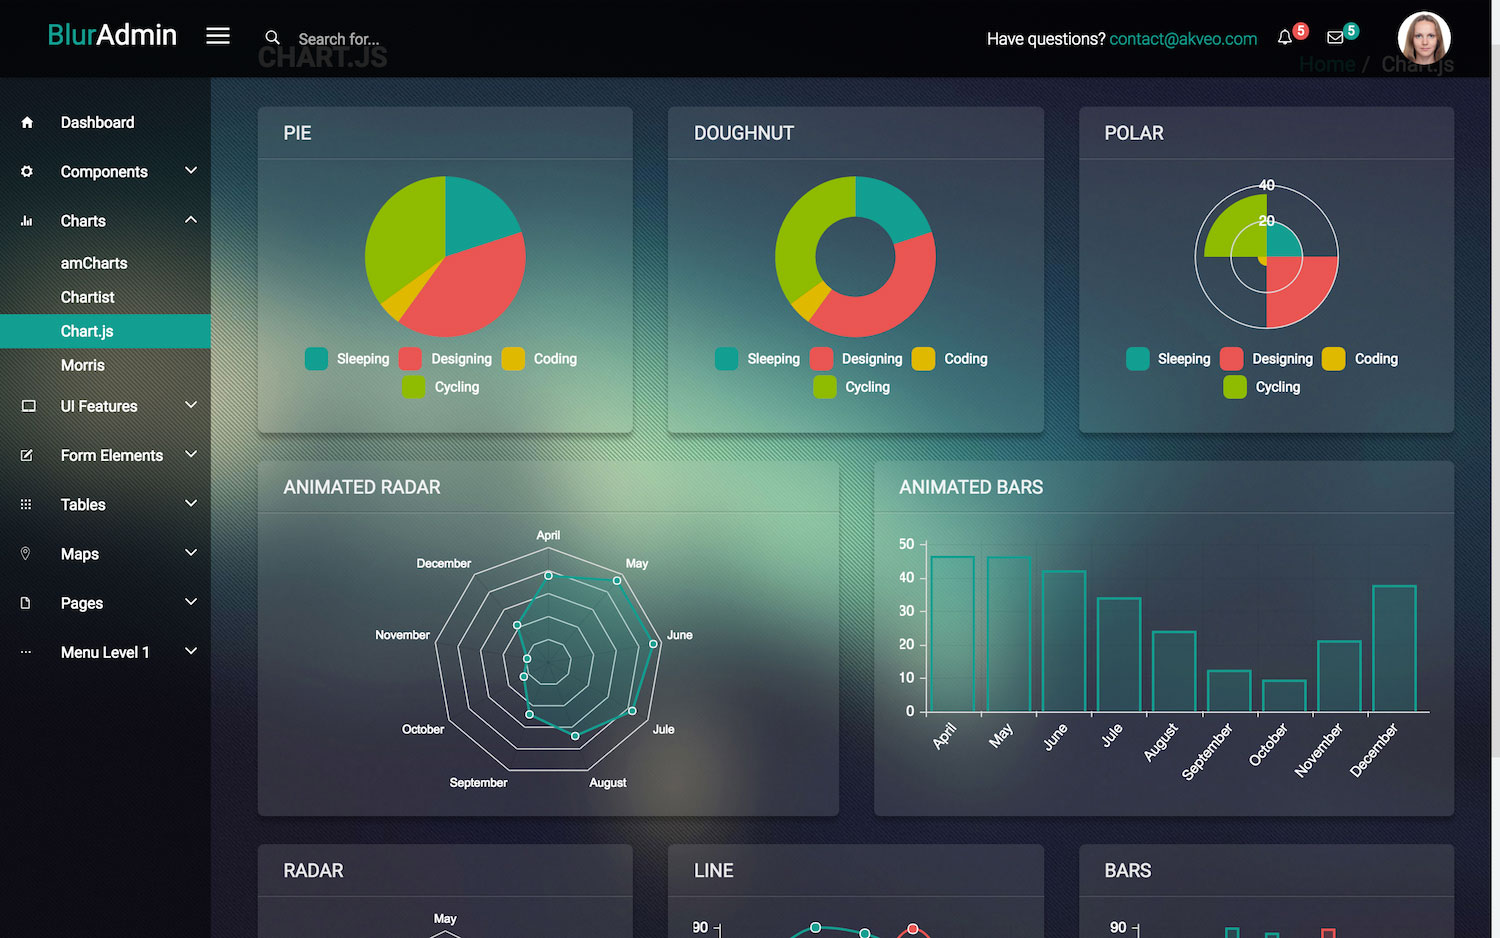 BlurAdmin
Search for...
Have questions? contact@akveo.com
5
5
CHART.JS
Home / Chart.js
Dashboard
Components
Charts
amCharts
Chartist
Chart.js
Morris
UI Features
Form Elements
Tables
Maps
Pages
Menu Level 1
PIE
Sleeping Designing Coding
Cycling
DOUGHNUT
Sleeping Designing Coding
Cycling
POLAR
40
20
Sleeping Designing Coding
Cycling
ANIMATED RADAR
April
May
June
Jule
August
September
October
November
December
ANIMATED BARS
50
40
30
20
10
0
April
May
June
Jule
August
September
October
November
December
RADAR
May
LINE
90
BARS
90